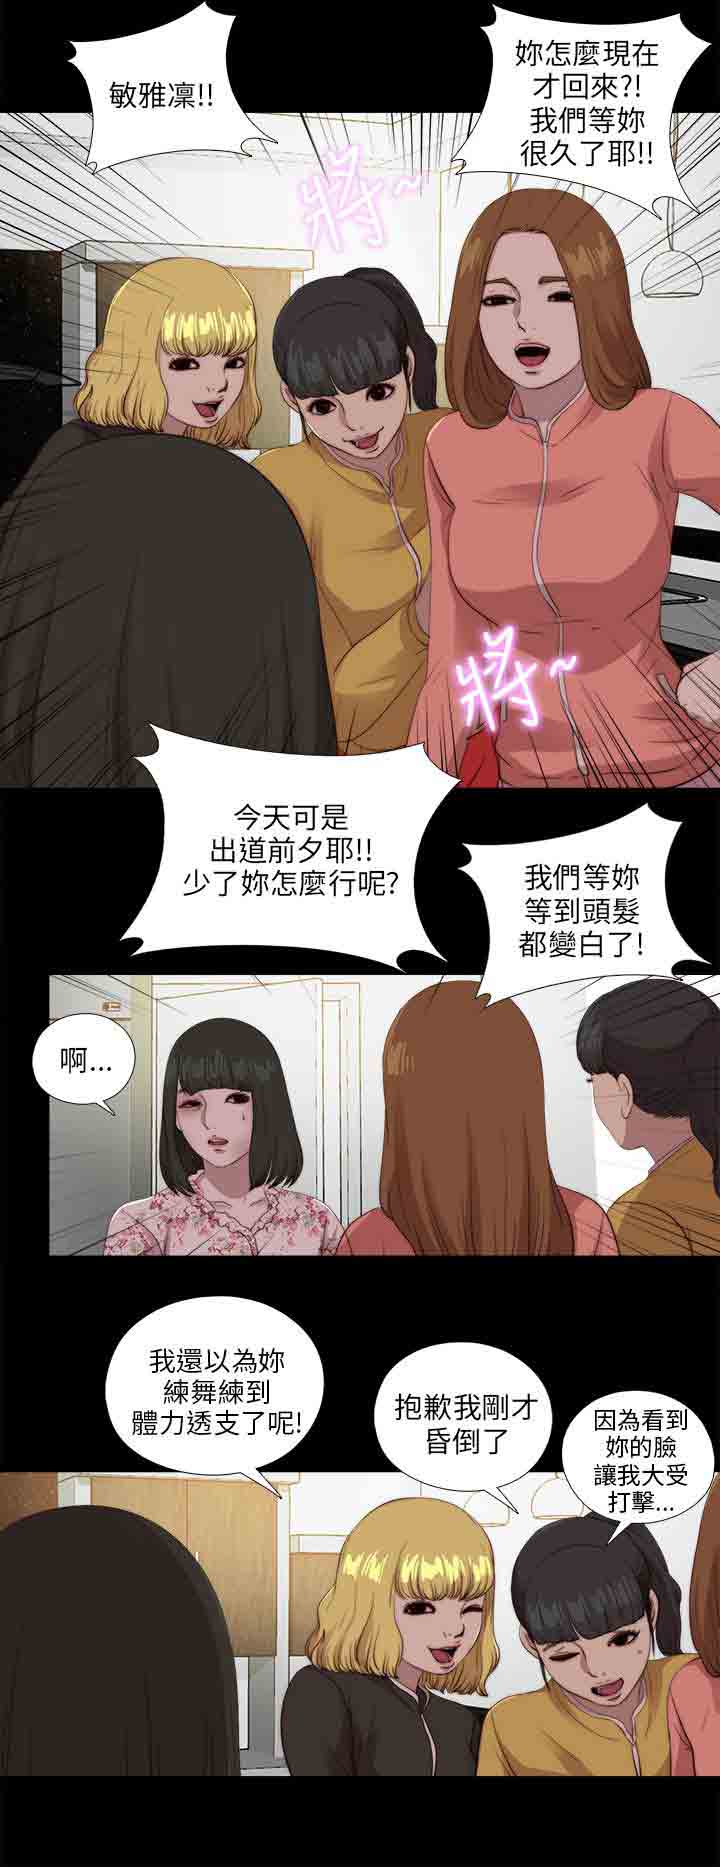 敏雅凜!!
妳怎麼現在
才回來?!
我們等妳
很久了耶!!
將~
將~
今天可是
出道前夕耶!!
少了妳怎麼行呢?
我們等妳
等到頭髮
都變白了!
啊...
我還以為妳
練舞練到
體力透支了呢!
抱歉我剛才
昏倒了
因為看到
妳的臉
讓我大受
打擊...